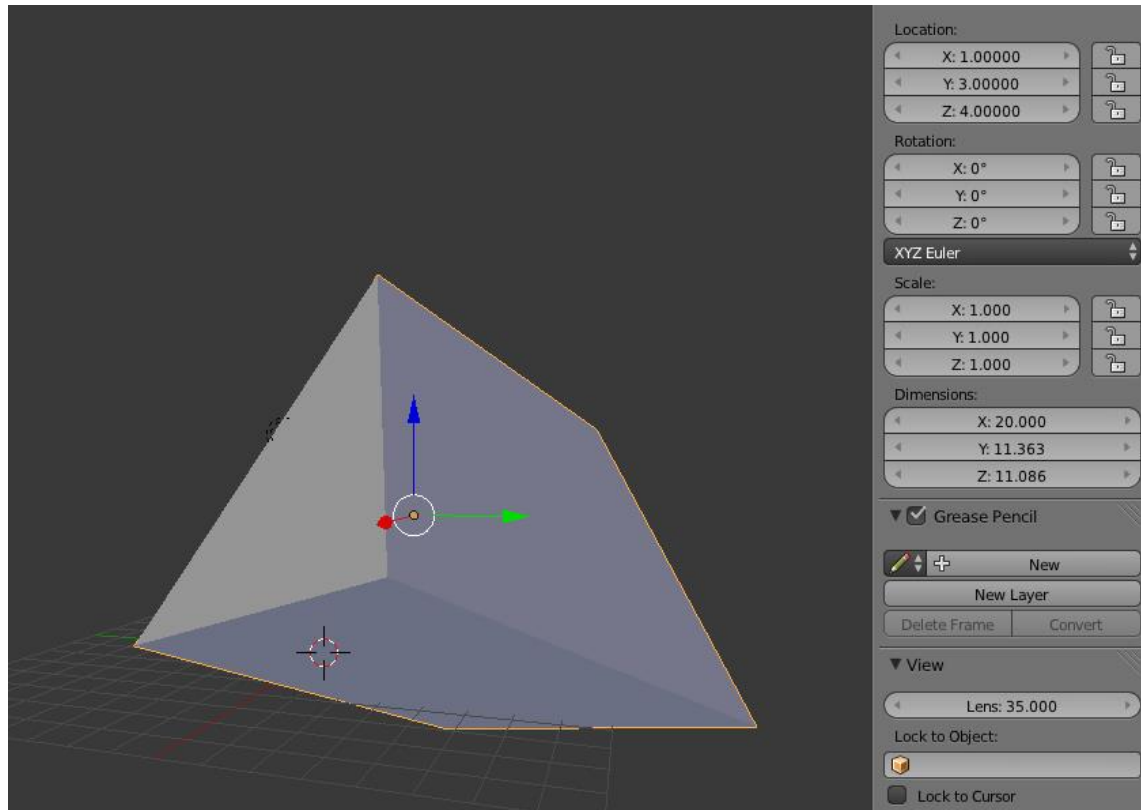 Location:
X: 1.00000
Y: 3.00000
Z: 4.00000
Rotation:
X: 0°
Y: 0°
Z: 0°
XYZ Euler
Scale:
X: 1.000
Y: 1.000
Z: 1.000
Dimensions:
X: 20.000
Y: 11.363
Z: 11.086
Grease Pencil
New
New Layer
Delete Frame Convert
View
Lens: 35.000
Lock to Object:
Lock to Cursor